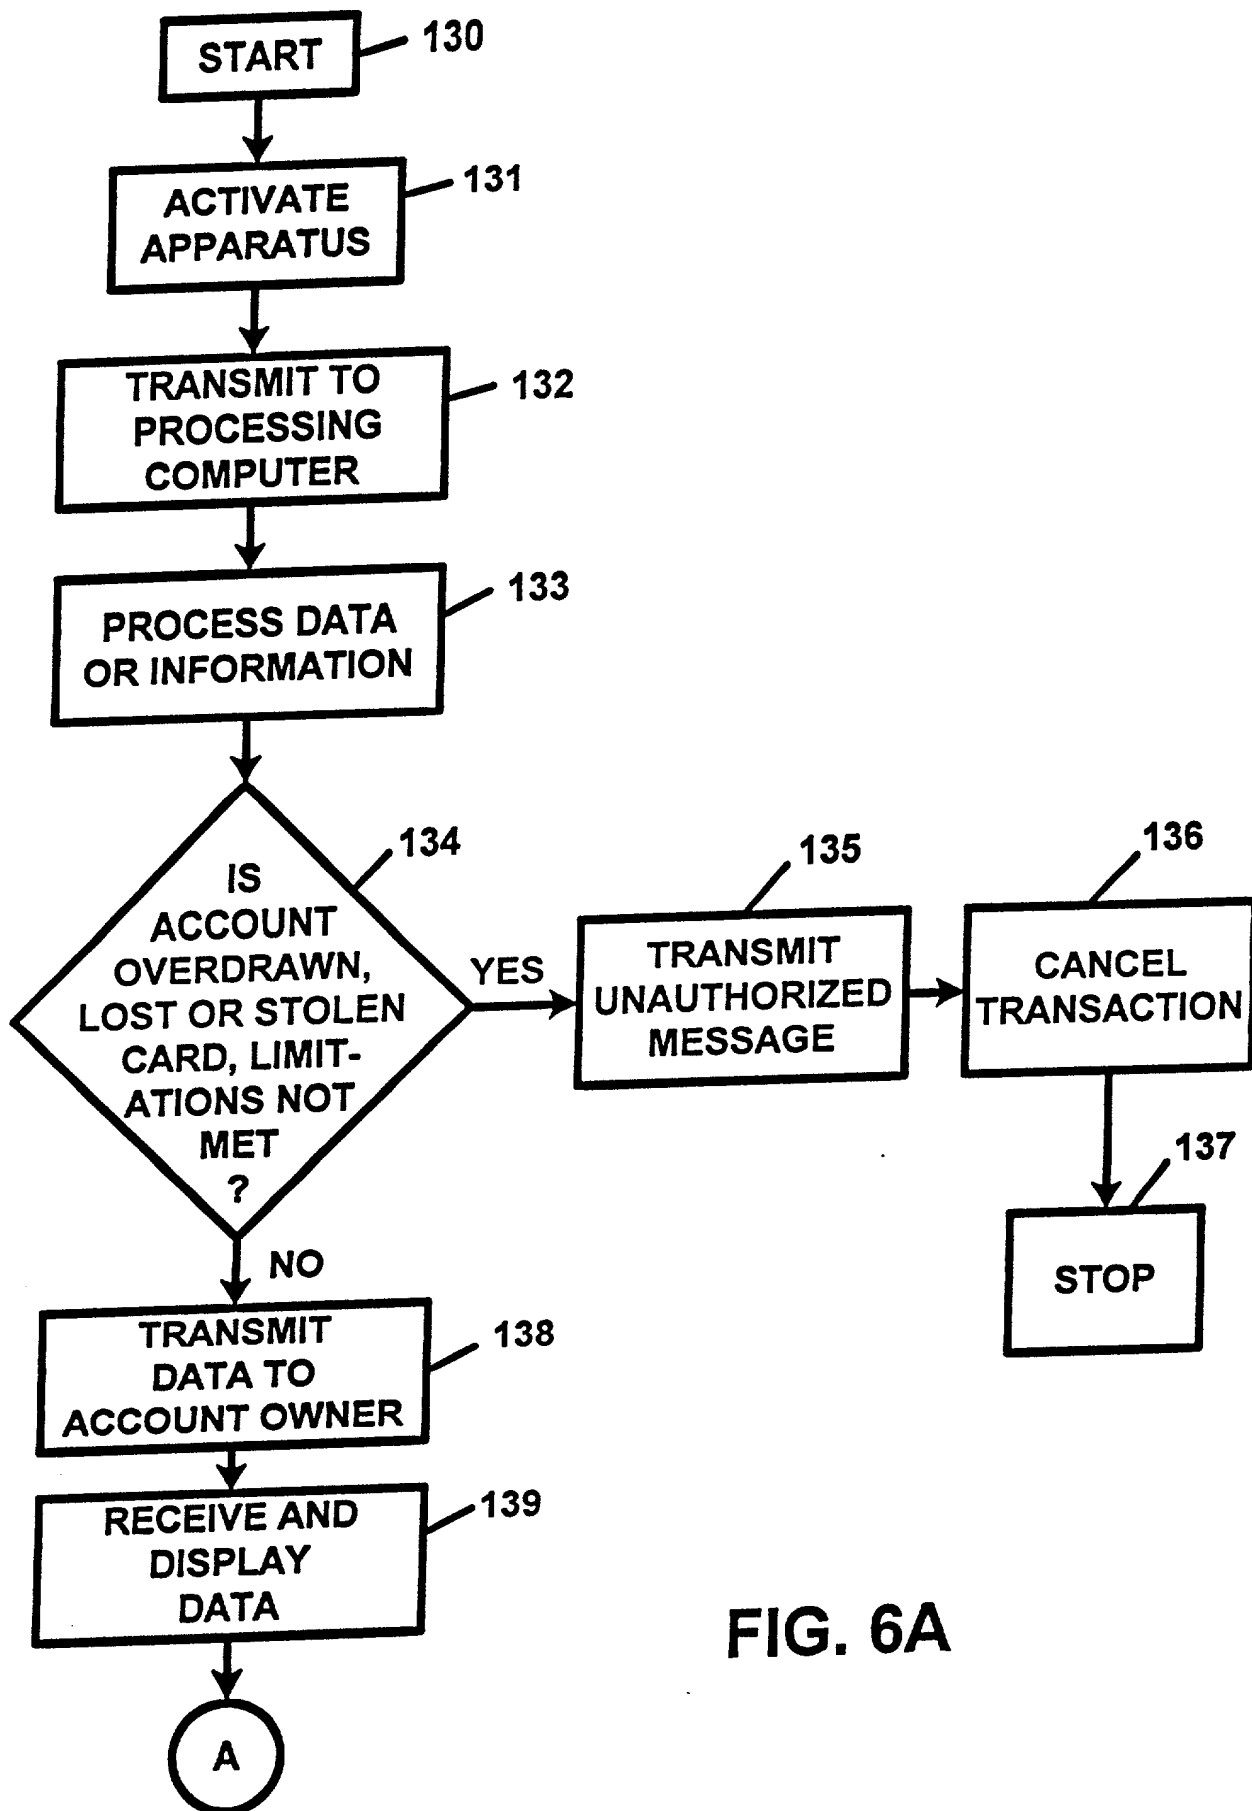 START
130
ACTIVATE
APPARATUS
131
TRANSMIT TO
PROCESSING
COMPUTER
132
PROCESS DATA
OR INFORMATION
133
IS
ACCOUNT
OVERDRAWN,
LOST OR STOLEN
CARD, LIMIT-
ATIONS NOT
MET
?
134
YES
TRANSMIT
UNAUTHORIZED
MESSAGE
135
CANCEL
TRANSACTION
136
STOP
137
NO
TRANSMIT
DATA TO
ACCOUNT OWNER
138
RECEIVE AND
DISPLAY
DATA
139
A
FIG. 6A